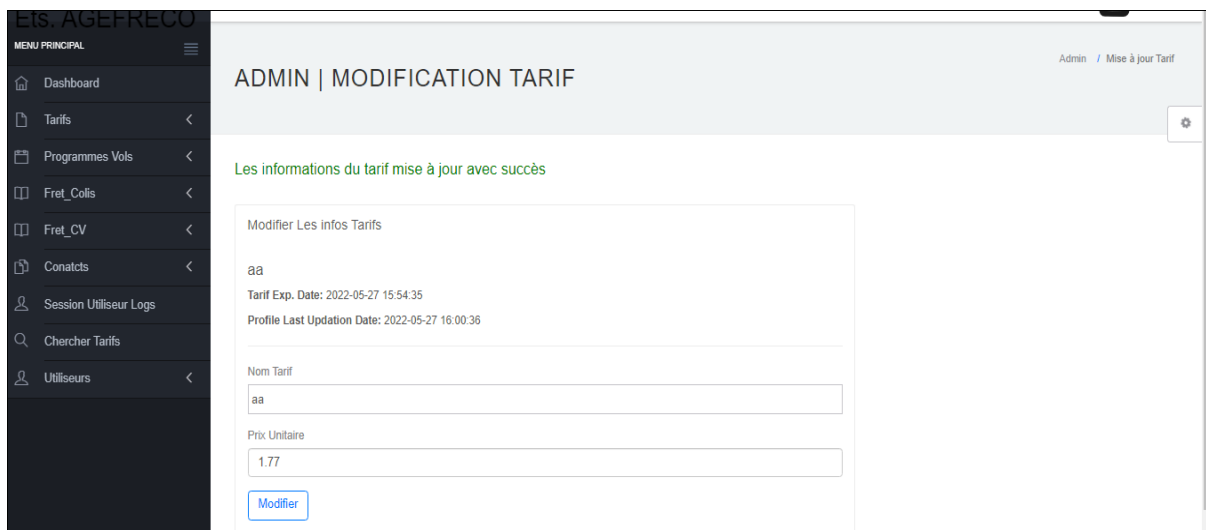 Ets. AGEFRECO
MENU PRINCIPAL
Dashboard
Tarifs
Programmes Vols
Fret_Colis
Fret_CV
Conatcts
Session Utiliseur Logs
Chercher Tarifs
Utiliseurs
ADMIN | MODIFICATION TARIF
Admin / Mise à jour Tarif
Les informations du tarif mise à jour avec succès
Modifier Les infos Tarifs
aa
Tarif Exp. Date: 2022-05-27 15:54:35
Profile Last Updation Date: 2022-05-27 16:00:36
Nom Tarif
aa
Prix Unitaire
1.77
Modifier